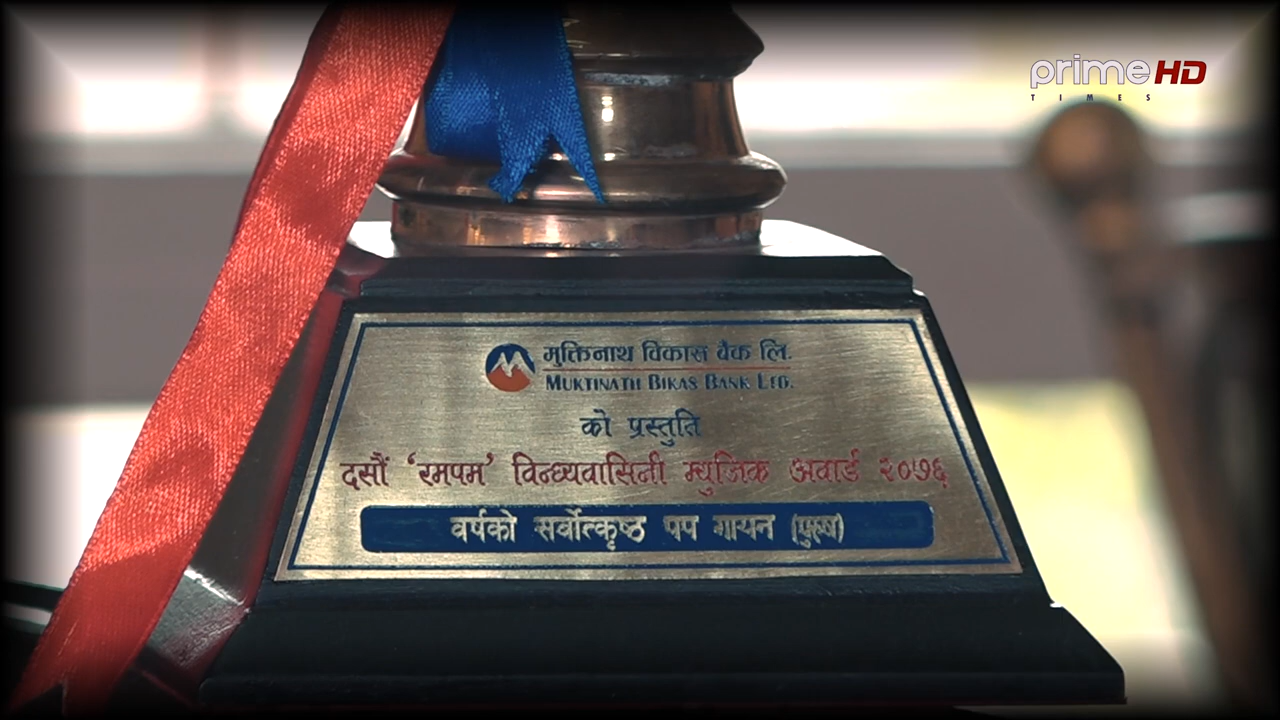 prime HD
TIMES
मुक्तिनाथ विकास बैंक लि.
MUKTINATH BIKAS BANK LTD.
को प्रस्तुति
दसौं ‘रमपम’ विन्ध्यवासिनी म्युजिक अवार्ड २०७६
वर्षको सर्वोत्कृष्ठ पप गायन (पुरुष)